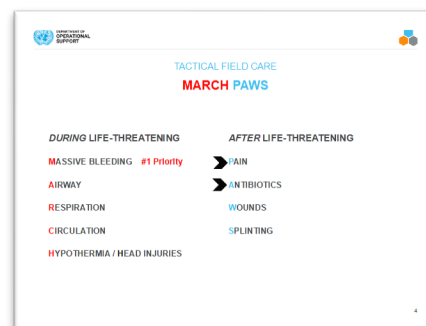 DEPARTMENT OF
OPERATIONAL
SUPPORT
TACTICAL FIELD CARE
MARCH PAWS
DURING LIFE-THREATENING
MASSIVE BLEEDING #1 Priority
AIRWAY
RESPIRATION
CIRCULATION
HYPOTHERMIA / HEAD INJURIES
AFTER LIFE-THREATENING
PAIN
ANTIBIOTICS
WOUNDS
SPLINTING
4